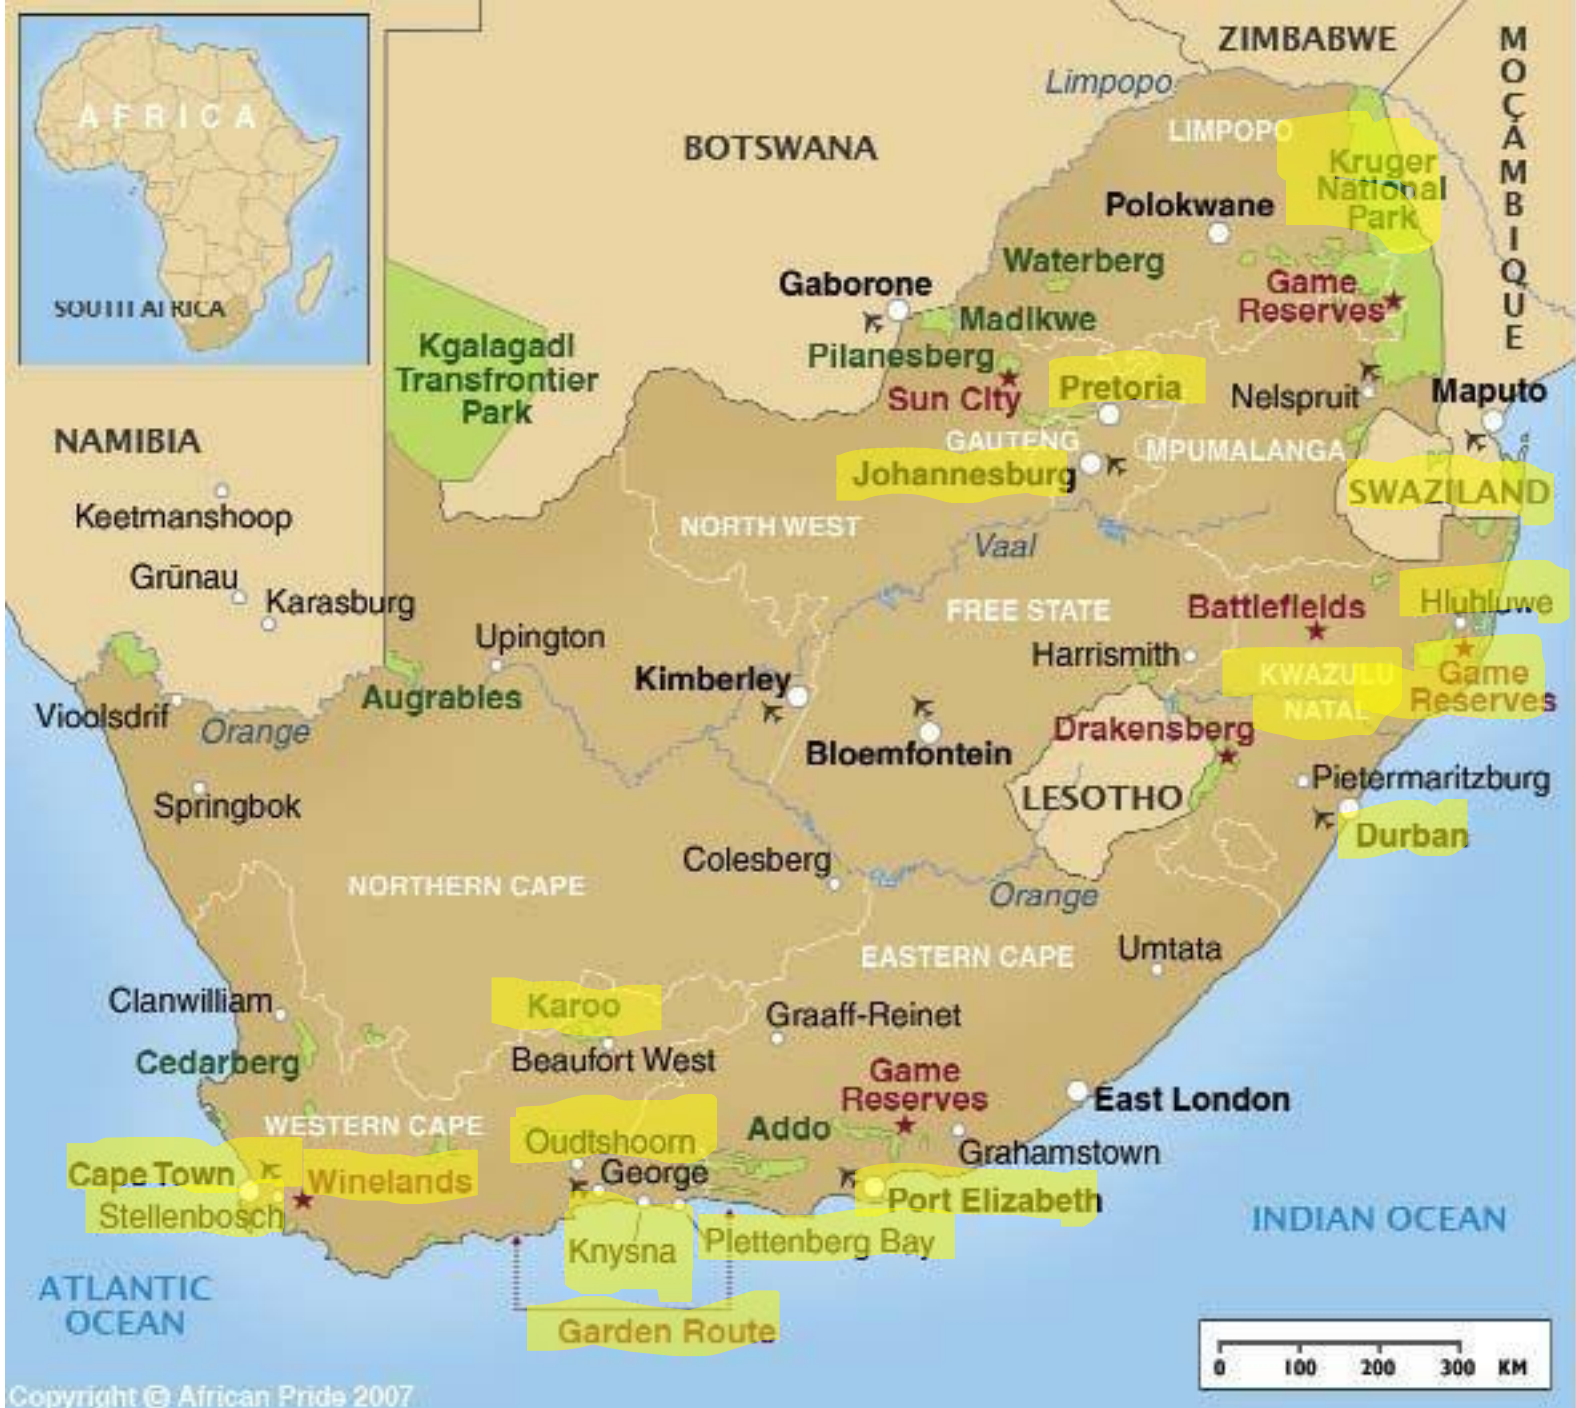 ZIMBABWE
MOÇAMBIQUE
Limpopo
AFRICA
LIMPOPO
BOTSWANA
Kruger
National
Park
Polokwane
Waterberg
Gaborone
Game
Reserves
SOUTH AFRICA
Madikwe
Kgalagadi
Transfrontier
Park
Pilanesberg
Sun City
Pretoria
Nelspruit
Maputo
NAMIBIA
GAUTENG
MPUMALANGA
Johannesburg
SWAZILAND
Keetmanshoop
NORTH WEST
Vaal
Grünau
Karasburg
FREE STATE
Battlefields
Hluhluwe
Upington
Harrismith
Kimberley
KWAZULU
NATAL
Game
Reserves
Augrabies
Vioolsdrif
Orange
Drakensberg
Bloemfontein
Springbok
LESOTHO
Pietermaritzburg
Durban
Colesberg
NORTHERN CAPE
Orange
EASTERN CAPE
Umtata
Clanwilliam
Karoo
Graaff-Reinet
Cedarberg
Beaufort West
Game
Reserves
East London
WESTERN CAPE
Oudtshoorn
Addo
Grahamstown
Cape Town
Winelands
George
Port Elizabeth
Stellenbosch
Knysna
Plettenberg Bay
INDIAN OCEAN
ATLANTIC
OCEAN
Garden Route
0 100 200 300 KM
Copyright © African Pride 2007